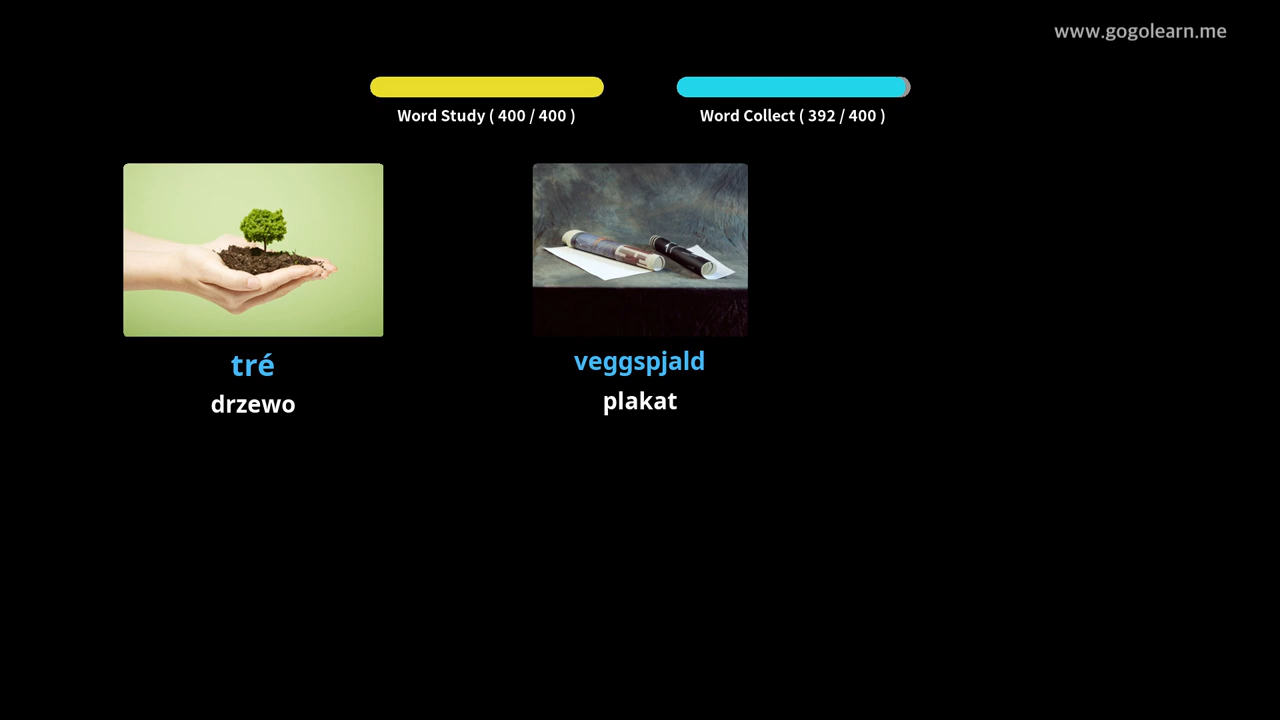 www.gogolearn.me
Word Study ( 400 / 400 )
Word Collect ( 392 / 400 )
tré
drzewo
veggspjald
plakat